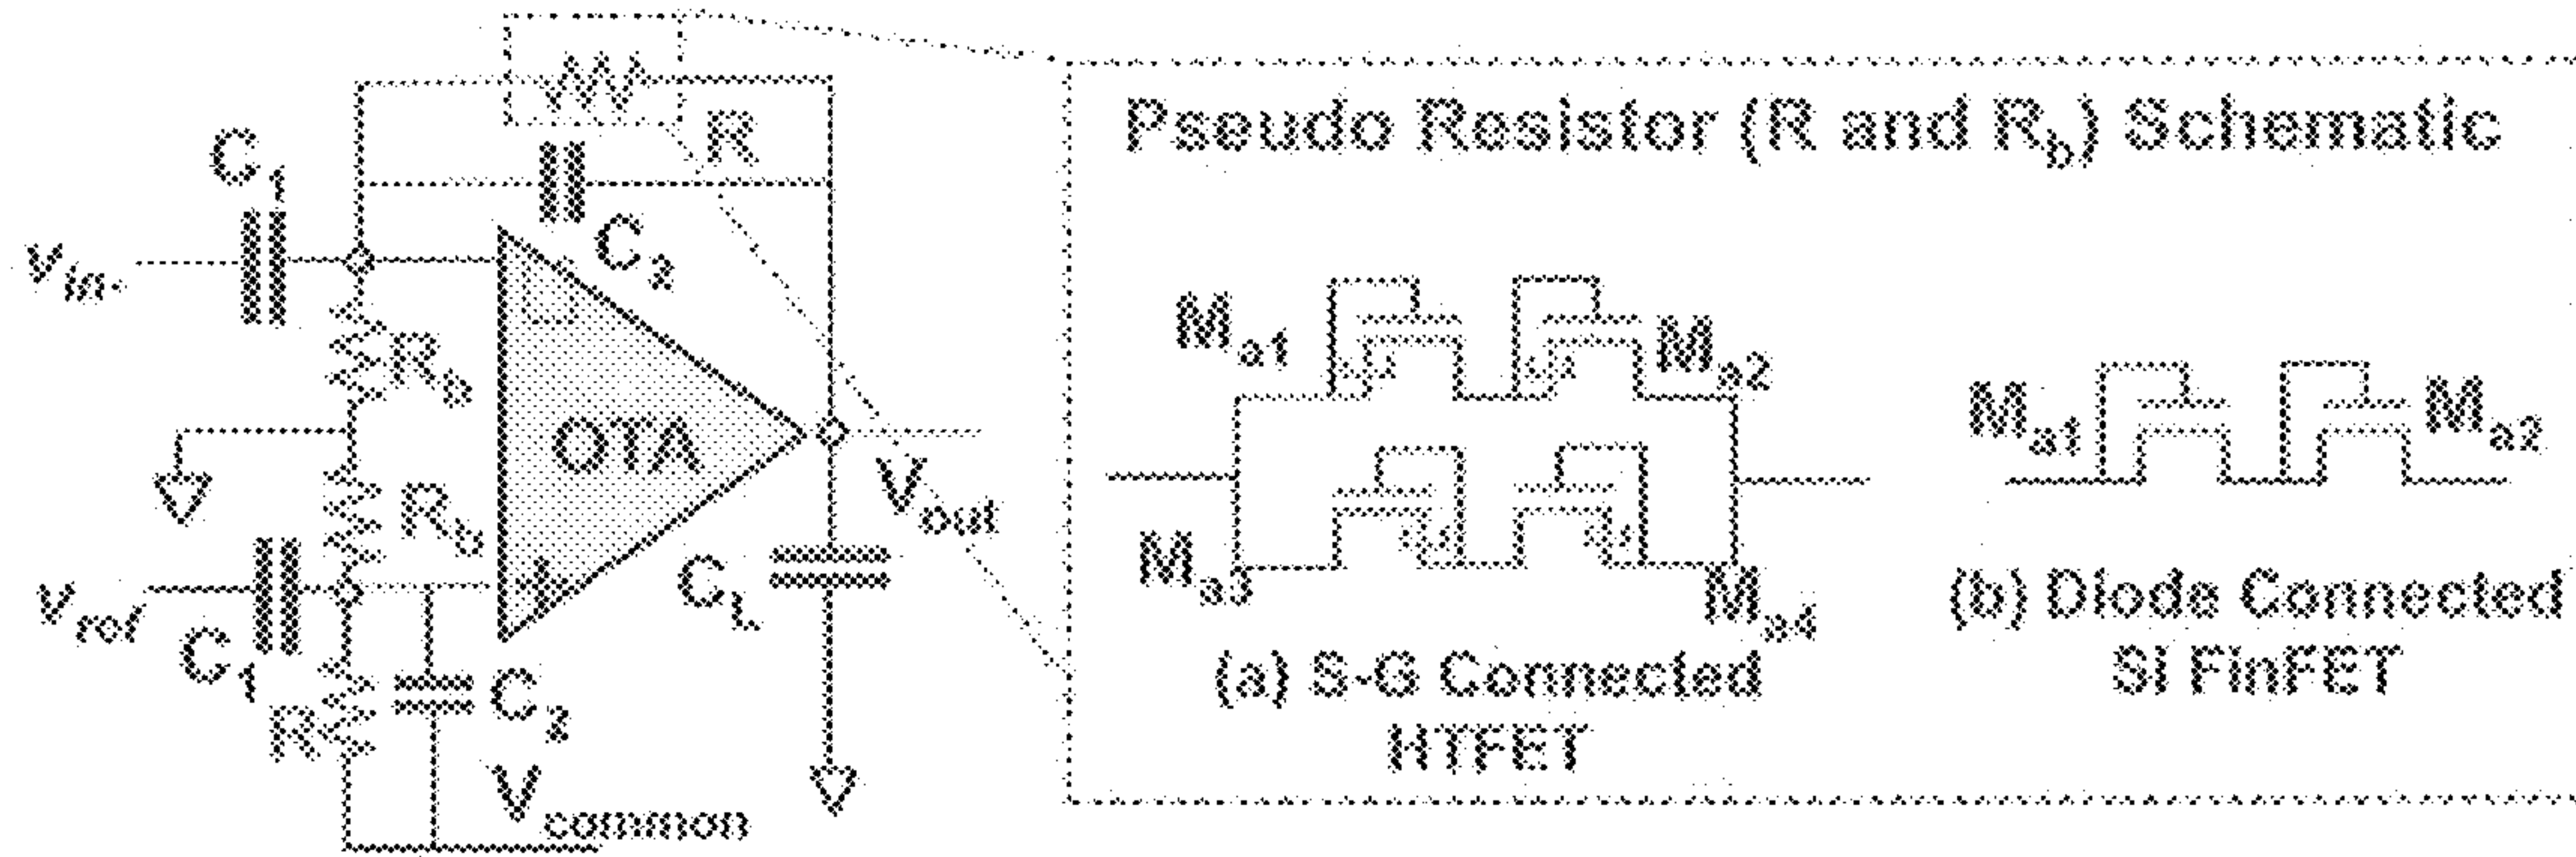 Pseudo Resistor (R and Rb) Schematic
R
C1
C2
vin
Rb
OTA
Rb
Vout
vref
C1
CL
R
C2
+
Vcommon
Ma1
Ma2
Ma3
Ma4
(a) S-G Connected
HTFET
Ma1
Ma2
(b) Diode Connected
Si FinFET